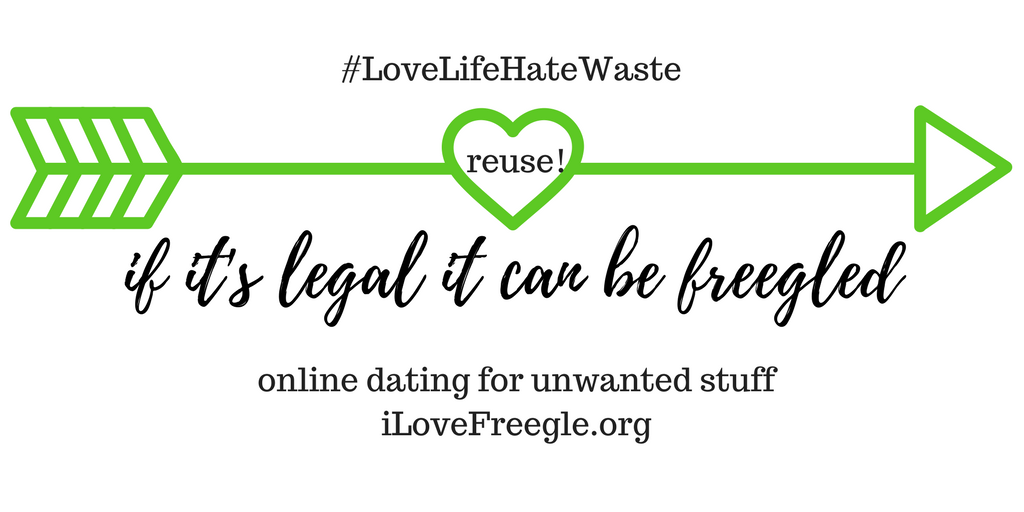 #LoveLifeHateWaste
reuse!
if it's legal it can be freegled
online dating for unwanted stuff
iLoveFreegle.org